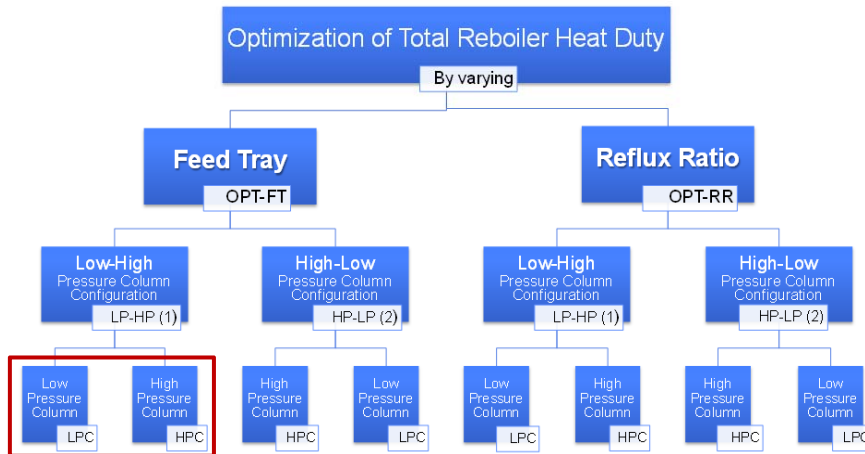 Optimization of Total Reboiler Heat Duty
By varying
Feed Tray
OPT-FT
Reflux Ratio
OPT-RR
Low-High
Pressure Column
Configuration
LP-HP (1)
High-Low
Pressure Column
Configuration
HP-LP (2)
Low-High
Pressure Column
Configuration
LP-HP (1)
High-Low
Pressure Column
Configuration
HP-LP (2)
Low
Pressure
Column
LPC
High
Pressure
Column
HPC
High
Pressure
Column
HPC
Low
Pressure
Column
LPC
Low
Pressure
Column
LPC
High
Pressure
Column
HPC
High
Pressure
Column
HPC
Low
Pressure
Column
LPC